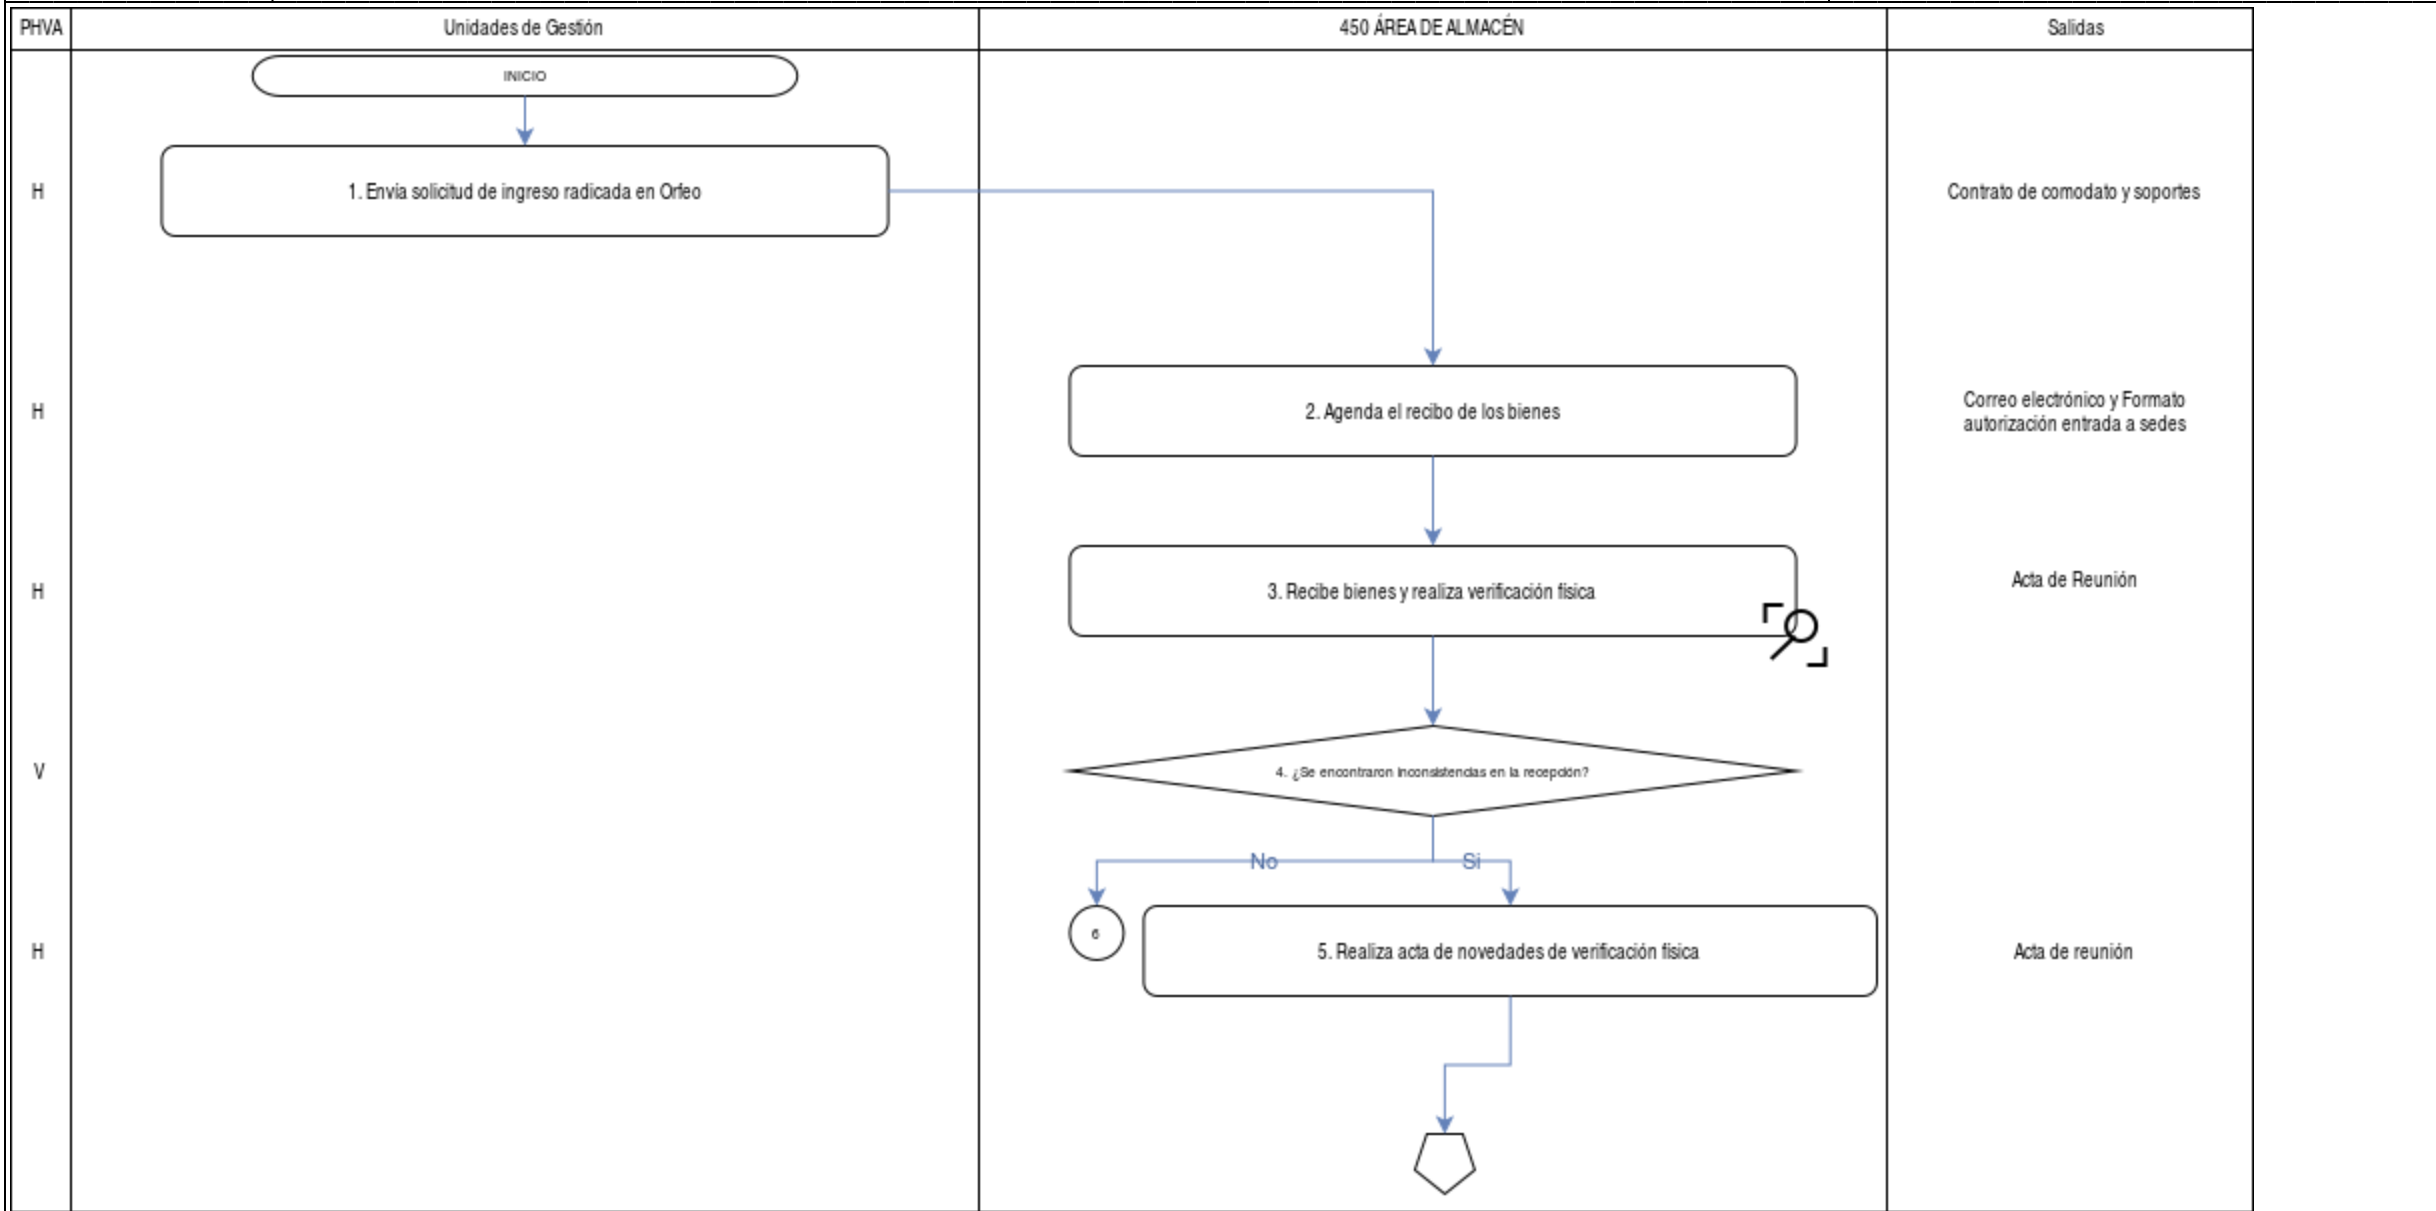 PHVA
Unidades de Gestión
450 ÁREA DE ALMACÉN
Salidas
INICIO
H
1. Envia solicitud de ingreso radicada en Orfeo
Contrato de comodato y soportes
H
2. Agenda el recibo de los bienes
Correo electrónico y Formato
autorización entrada a sedes
H
3. Recibe bienes y realiza verificación física
Acta de Reunión
V
4. ¿Se encontraron inconsistencias en la recepción?
No
Si
H
6
5. Realiza acta de novedades de verificación física
Acta de reunión